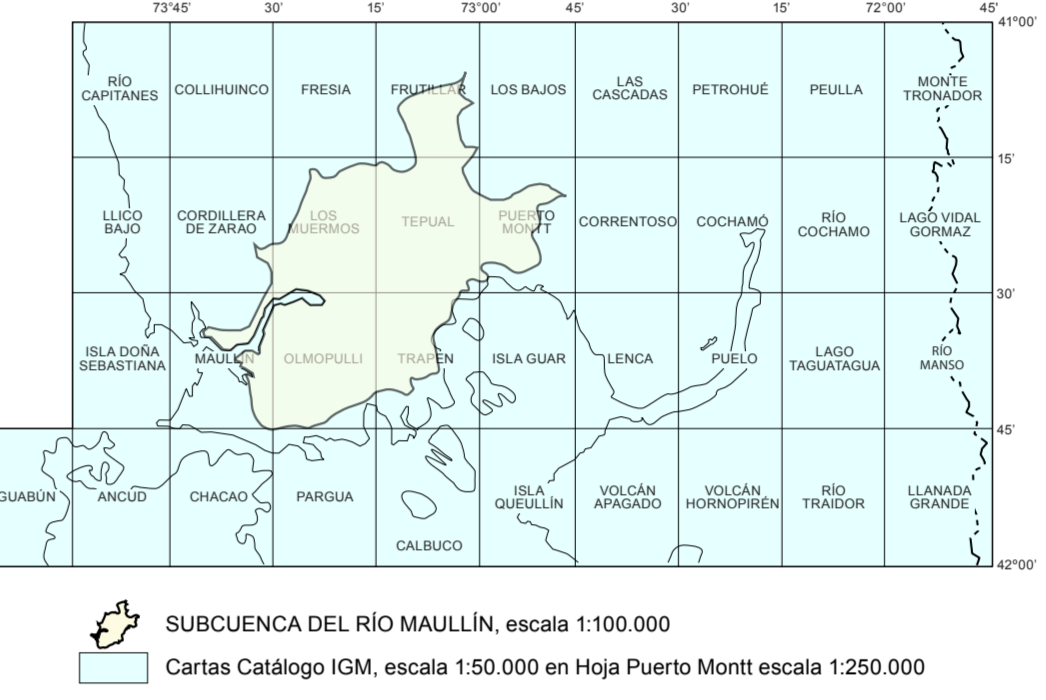 73°45' 30' 15' 73°00' 45' 30' 15' 72°00' 45'
41°00'
RÍO
CAPITANES
COLLIHUINCO
FRESIA
FRUTILLAR
LOS BAJOS
LAS
CASCADAS
PETROHUÉ
PEULLA
MONTE
TRONADOR
15'
LLICO
BAJO
CORDILLERA
DE ZARAO
LOS
MUERMOS
TEPUAL
PUERTO
MONTT
CORRENTOSO
COCHAMÓ
RÍO
COCHAMO
LAGO VIDAL
GORMAZ
30'
ISLA DOÑA
SEBASTIANA
MAULLIN
OLMOPULLI
TRAPEN
ISLA GUAR
LENCA
PUELO
LAGO
TAGUATAGUA
RÍO
MANSO
45'
GUABÚN
ANCUD
CHACAO
PARGUA
CALBUCO
ISLA
QUEULLÍN
VOLCÁN
APAGADO
VOLCÁN
HORNOPIRÉN
RÍO
TRAIDOR
LLANADA
GRANDE
42°00'
SUBCUENCA DEL RÍO MAULLÍN, escala 1:100.000
Cartas Catálogo IGM, escala 1:50.000 en Hoja Puerto Montt escala 1:250.000